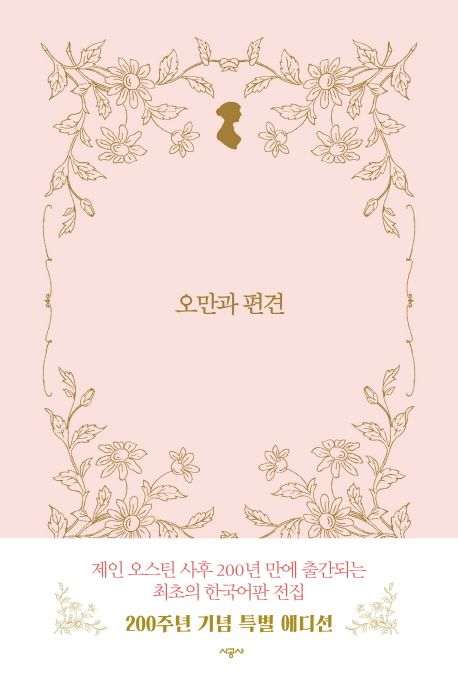 오만과 편견
제인 오스틴 사후 200년 만에 출간되는
최초의 한국어판 전집
200주년 기념 특별 에디션
시공사